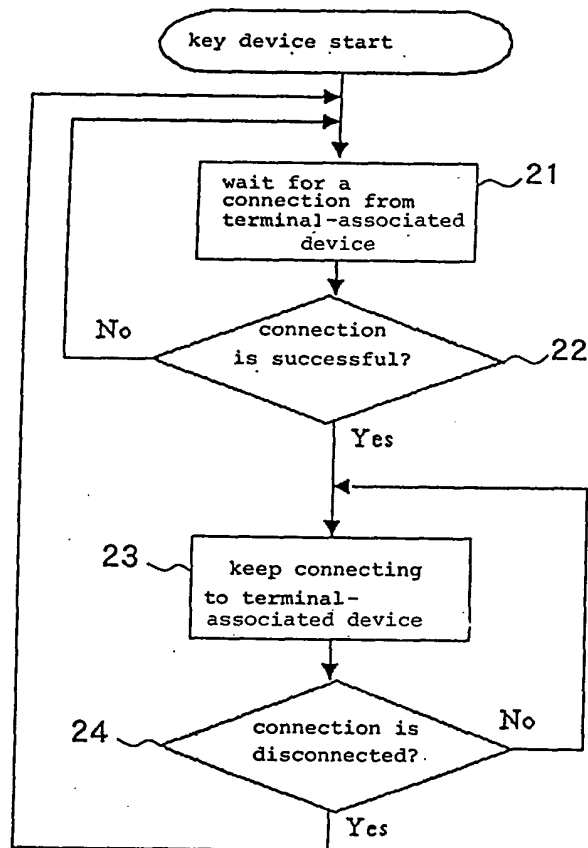 key device start
wait for a
connection from
terminal-associated
device
21
No
connection
is successful?
22
Yes
23
keep connecting
to terminal-
associated device
24
connection is
disconnected?
No
Yes